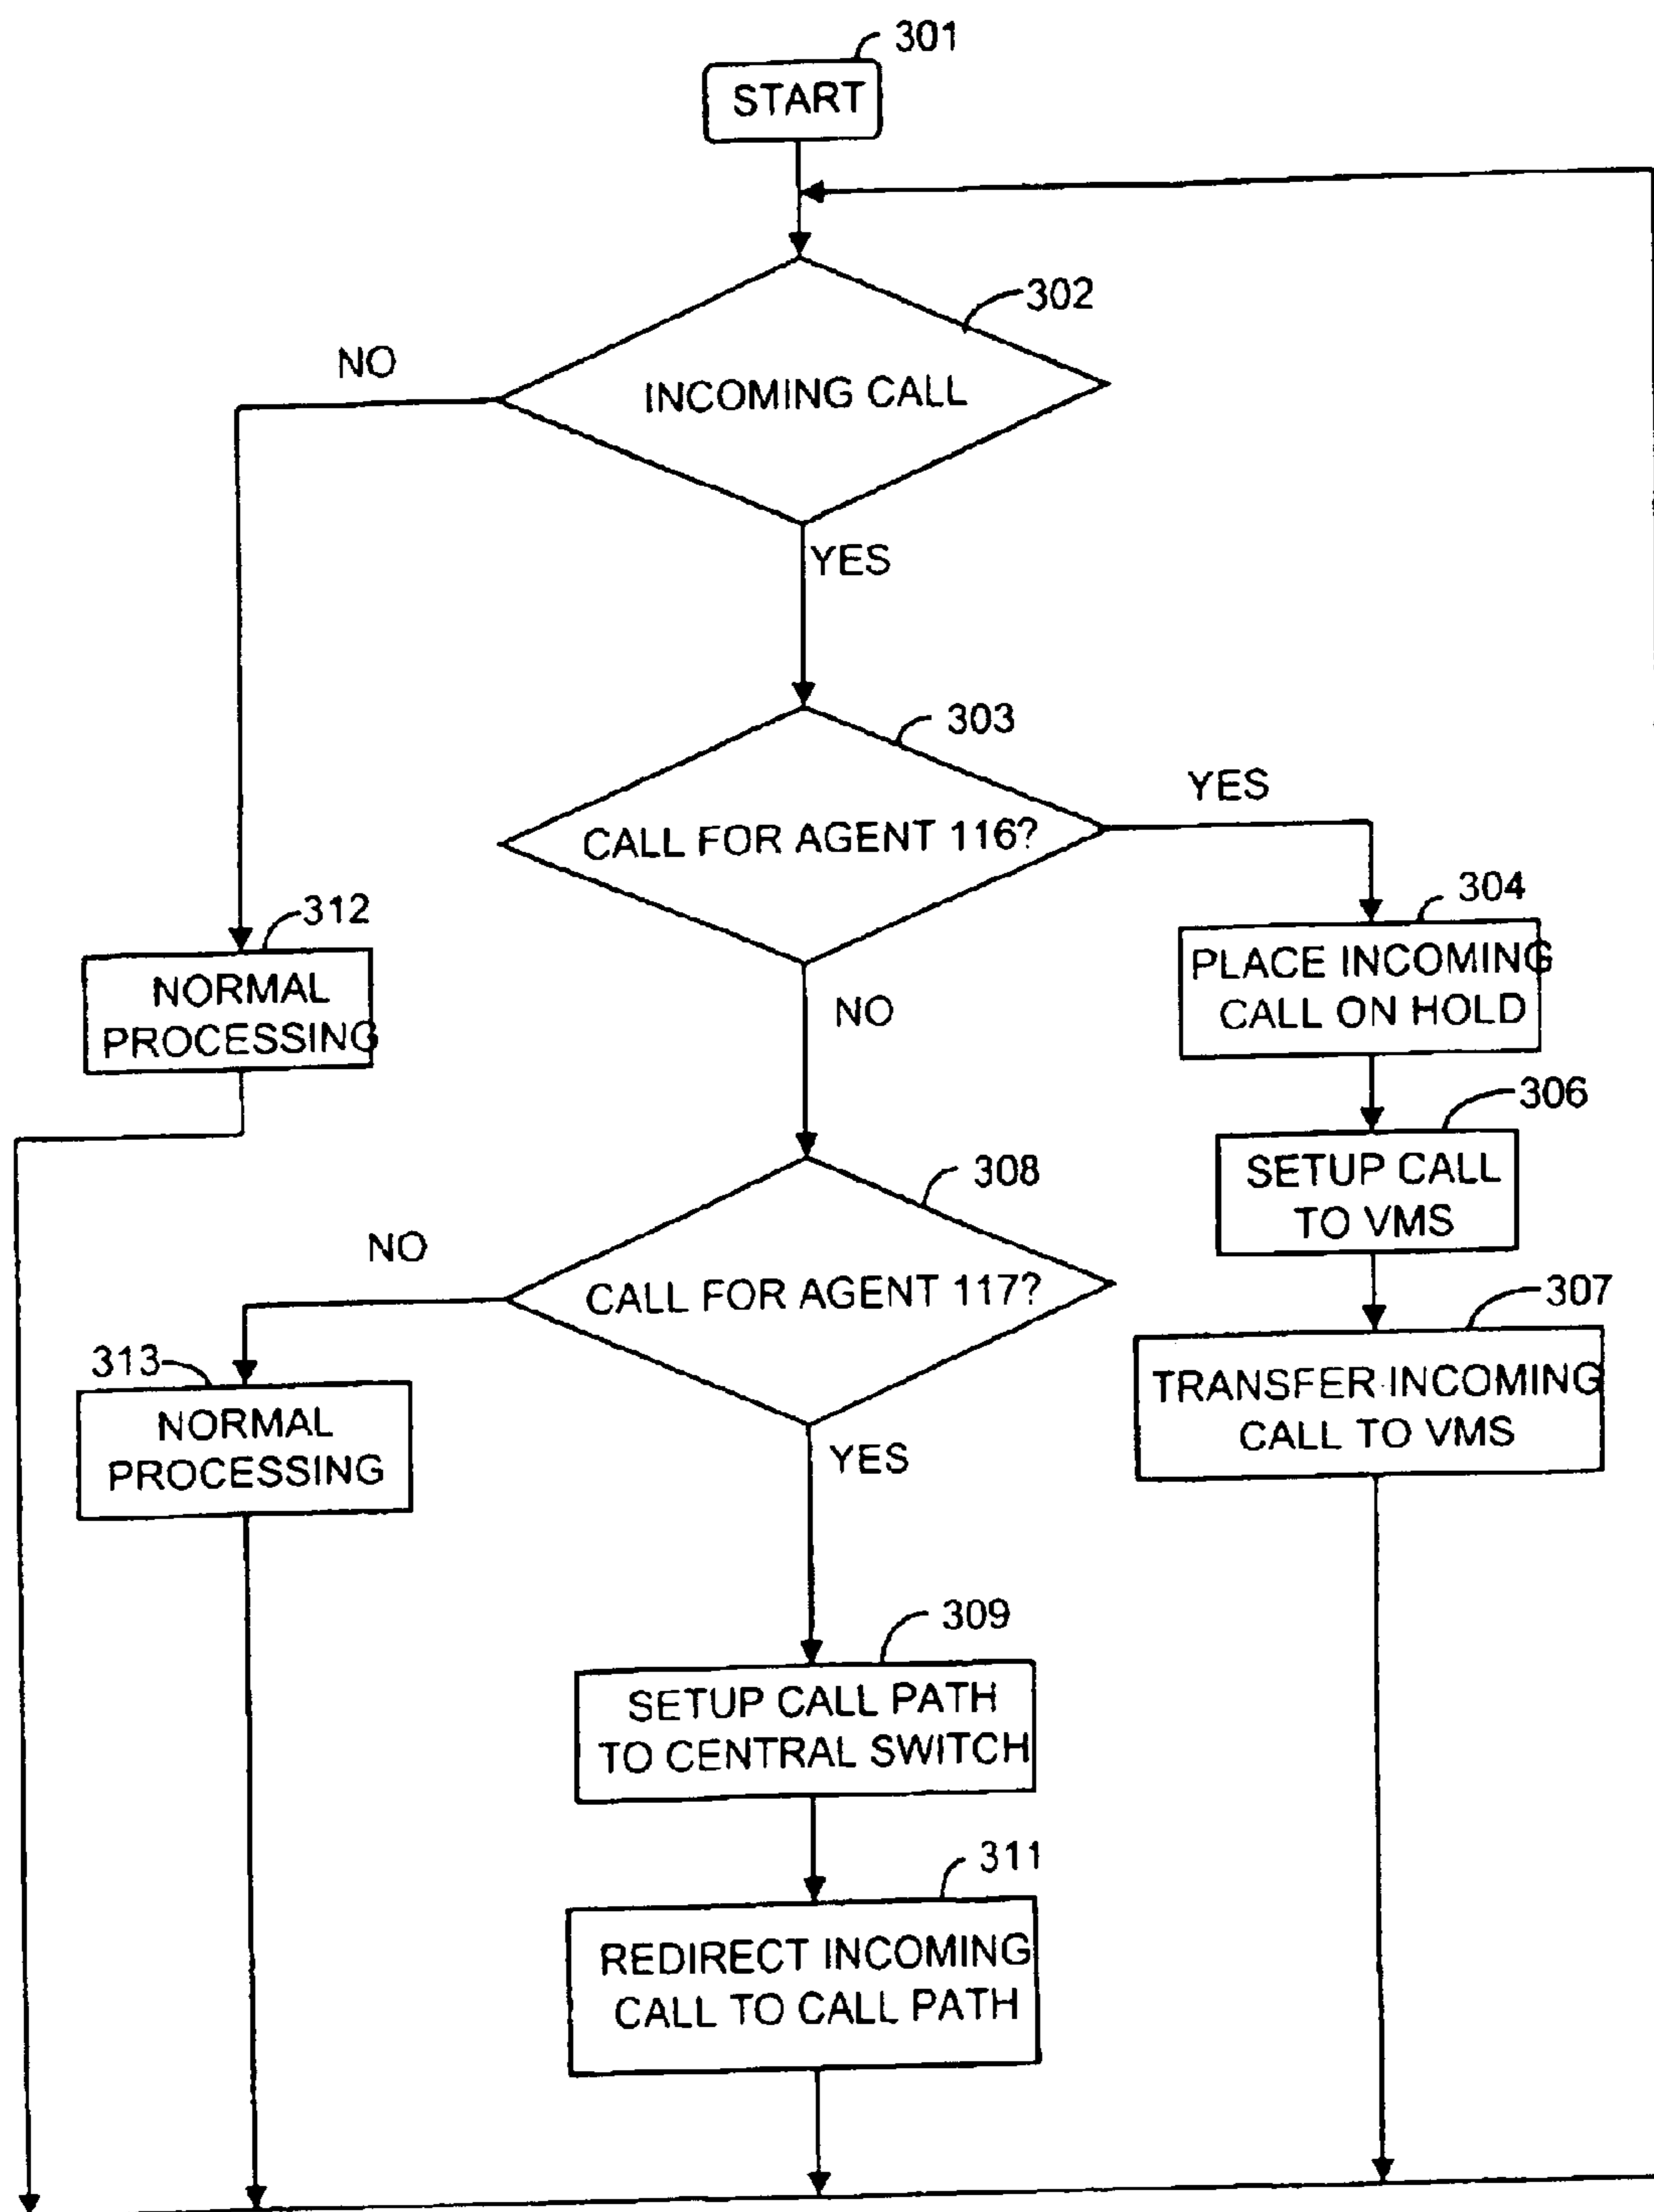 301
START
302
NO
INCOMING CALL
YES
303
YES
CALL FOR AGENT 116?
304
312
PLACE INCOMING
CALL ON HOLD
NORMAL
PROCESSING
NO
306
SETUP CALL
TO VMS
308
NO
CALL FOR AGENT 117?
307
313
TRANSFER INCOMING
CALL TO VMS
NORMAL
PROCESSING
YES
309
SETUP CALL PATH
TO CENTRAL SWITCH
311
REDIRECT INCOMING
CALL TO CALL PATH